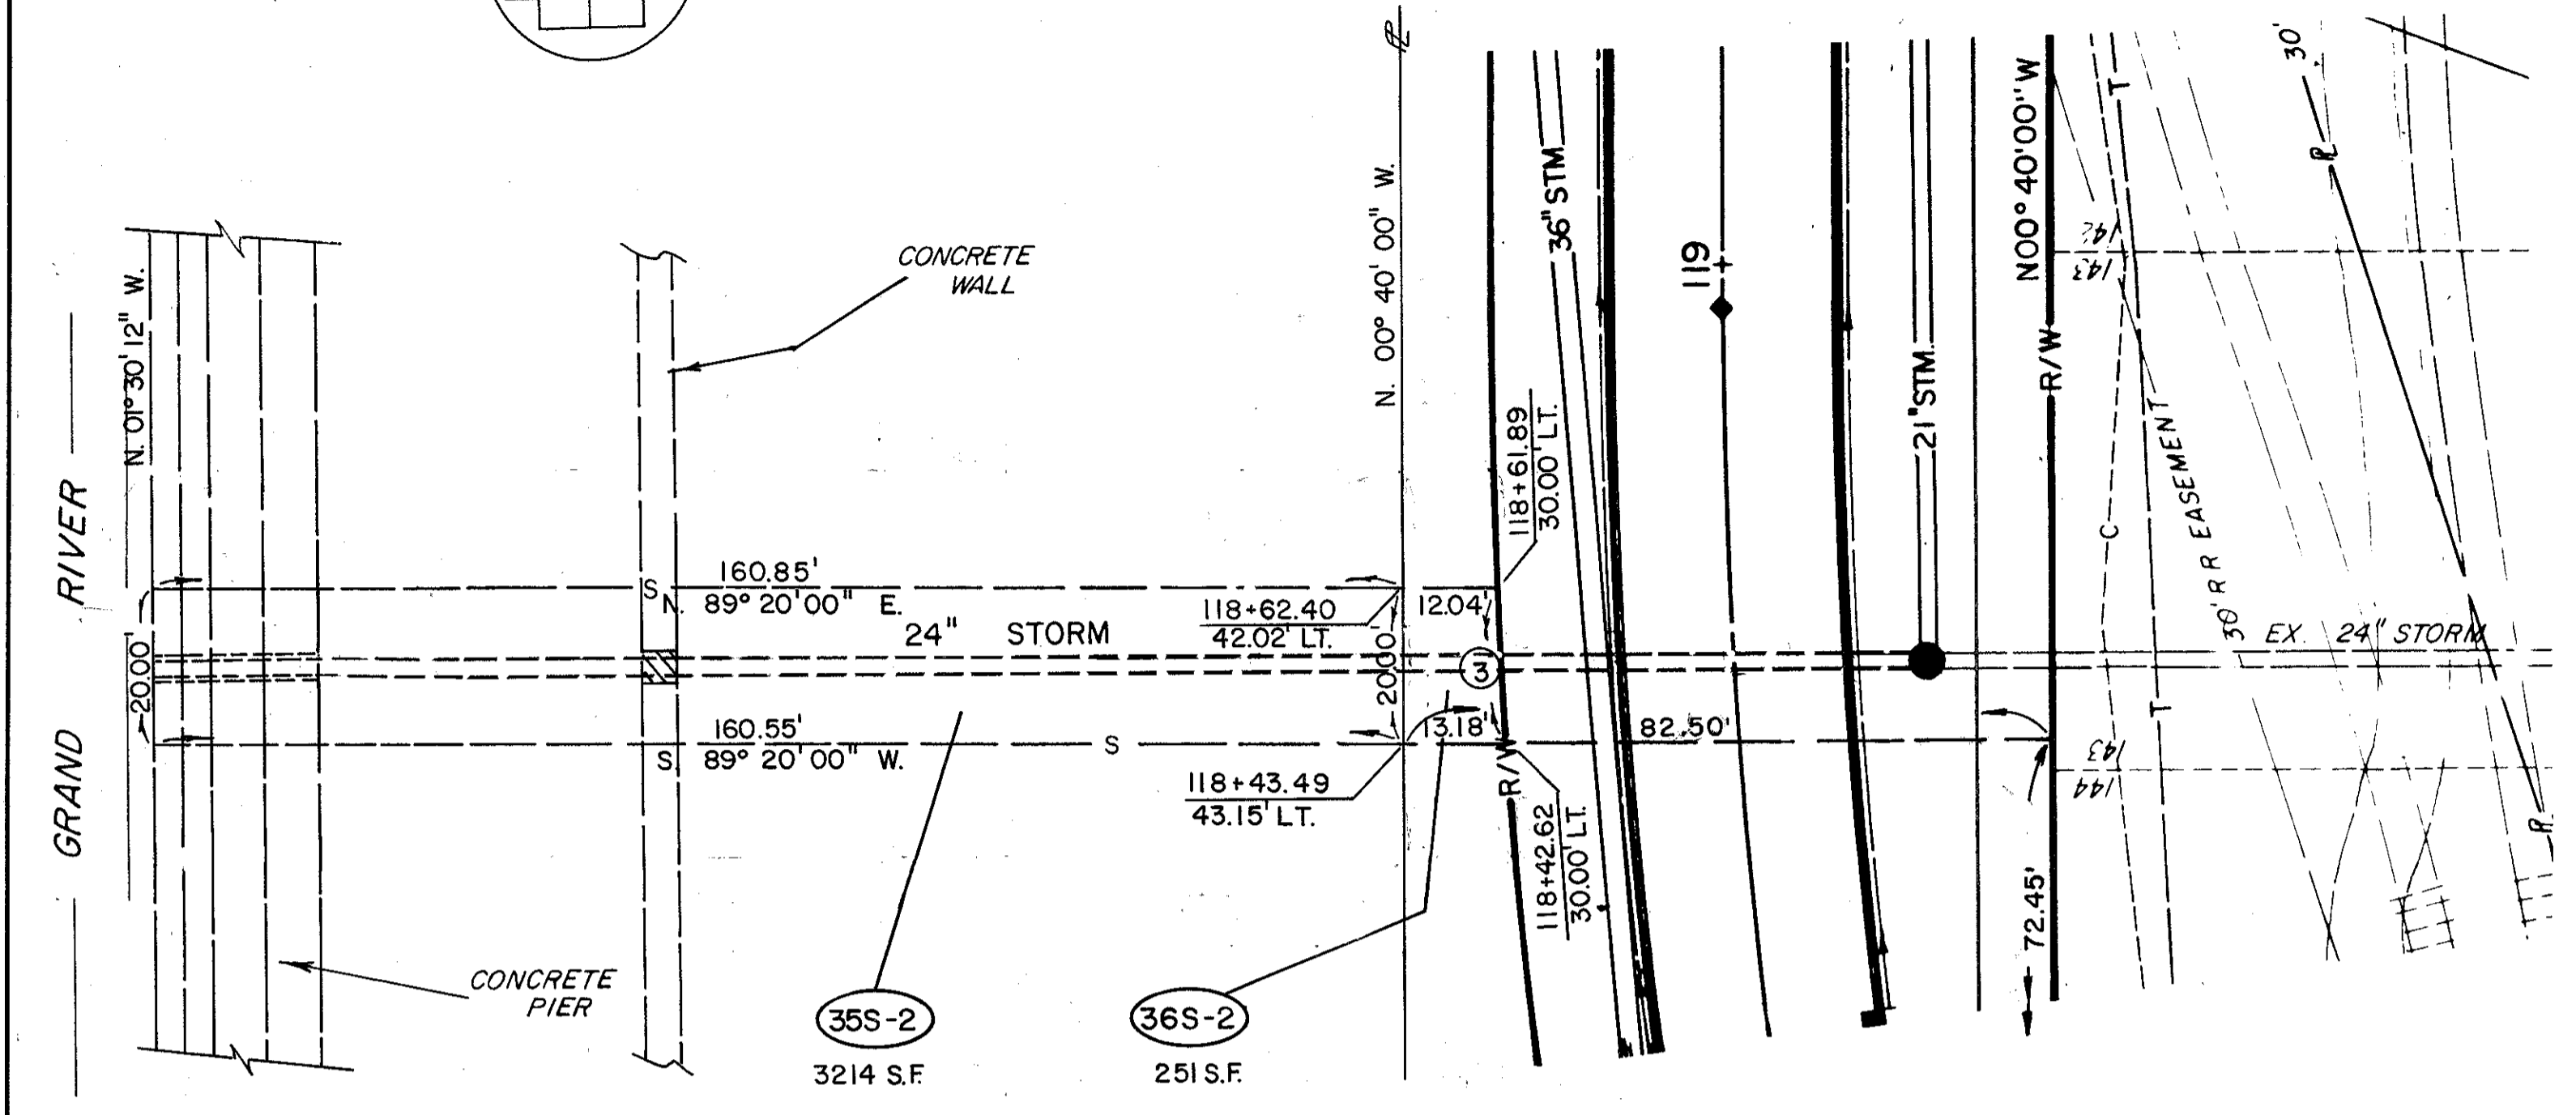 GRAND RIVER
N. 01° 30' 12" W.
20.00'
CONCRETE
WALL
CONCRETE
PIER
S
160.85'
N. 89° 20' 00" E.
24" STORM
160.55'
S
S. 89° 20' 00" W.
118+62.40
42.02' LT.
118+43.49
43.15' LT.
35S-2
3214 S.F.
36S-2
251 S.F.
℄
N. 00° 40' 00" W.
12.04'
20.00'
3
13.18'
R/W
118+61.89
30.00' LT.
118+42.62
30.00' LT.
36" STM.
119
82.50'
21" STM.
N00° 40' 00" W
R/W
72.45'
T
142
143
C
30' R R EASEMENT
T
143
144
EX. 24" STORM
30'